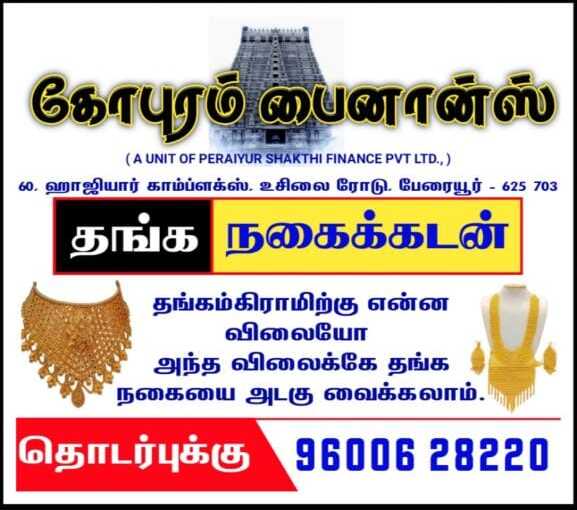 கோபுரம் பைனான்ஸ்
( A UNIT OF PERAIYUR SHAKTHI FINANCE PVT LTD., )
60. ஹாஜியார் காம்ப்ளக்ஸ். உசிலை ரோடு. பேரையூர் - 625 703
தங்க நகைக்கடன்
தங்கம்கிராமிற்கு என்ன
விலையோ
அந்த விலைக்கே தங்க
நகையை அடகு வைக்கலாம்.
தொடர்புக்கு 96006 28220